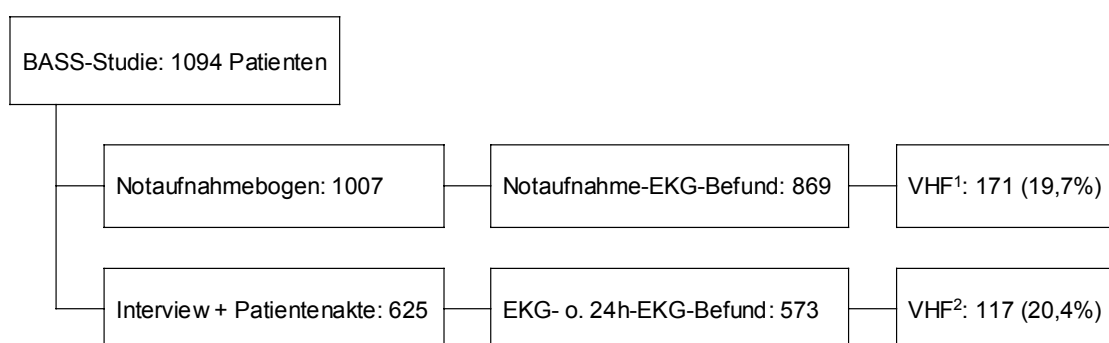 BASS-Studie: 1094 Patienten
Notaufnahmebogen: 1007
Notaufnahme-EKG-Befund: 869
VHF¹: 171 (19,7%)
Interview + Patientenakte: 625
EKG- o. 24h-EKG-Befund: 573
VHF²: 117 (20,4%)